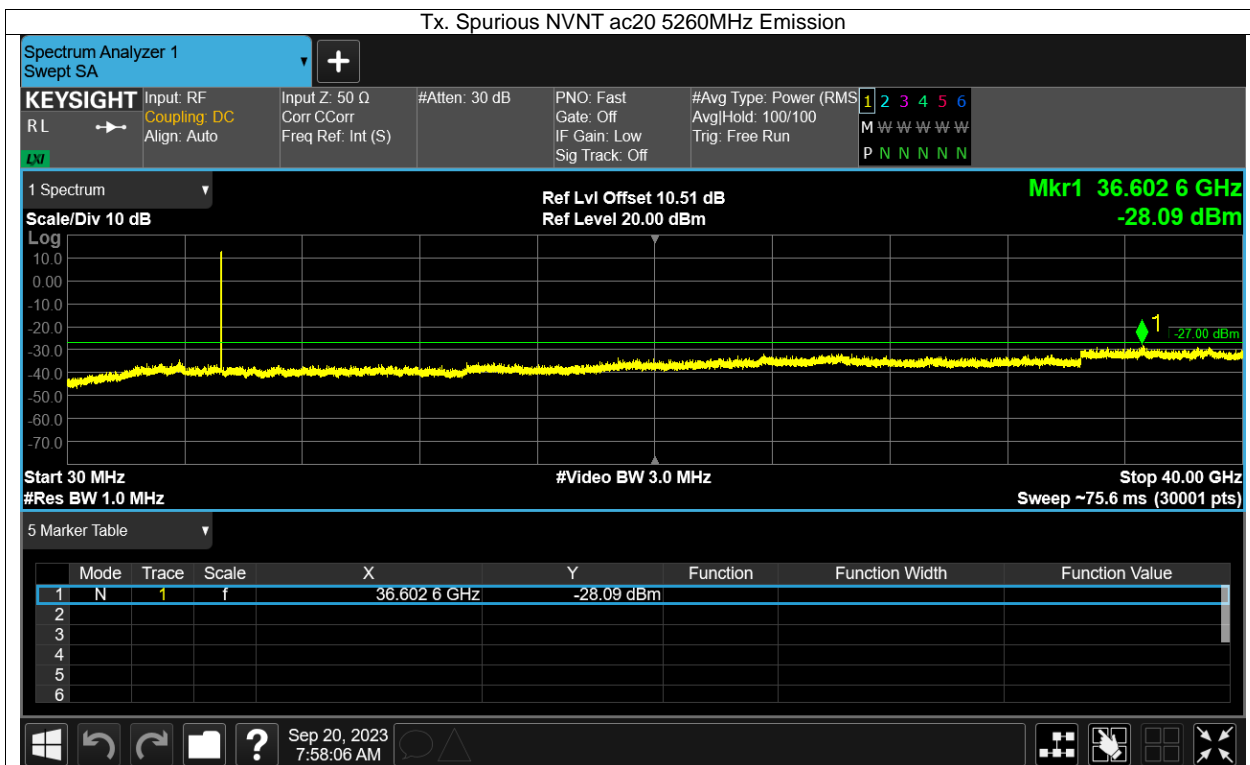 Tx. Spurious NVNT ac20 5260MHz Emission
Spectrum Analyzer 1
Swept SA
KEYSIGHT
R L
LXI
Input: RF
Coupling: DC
Align: Auto
Input Z: 50 Ω
Corr CCorr
Freq Ref: Int (S)
#Atten: 30 dB
PNO: Fast
Gate: Off
IF Gain: Low
Sig Track: Off
#Avg Type: Power (RMS
Avg|Hold: 100/100
Trig: Free Run
1 2 3 4 5 6
M W W W W W
P N N N N N
1 Spectrum
Scale/Div 10 dB
Ref Lvl Offset 10.51 dB
Ref Level 20.00 dBm
Mkr1 36.602 6 GHz
-28.09 dBm
Log
10.0
0.00
-10.0
-20.0
-30.0
-40.0
-50.0
-60.0
-70.0
1
-27.00 dBm
Start 30 MHz
#Video BW 3.0 MHz
Stop 40.00 GHz
#Res BW 1.0 MHz
Sweep ~75.6 ms (30001 pts)
5 Marker Table
Mode Trace Scale X Y Function Function Width Function Value
1 N 1 f 36.602 6 GHz -28.09 dBm
2
3
4
5
6
?
Sep 20, 2023
7:58:06 AM